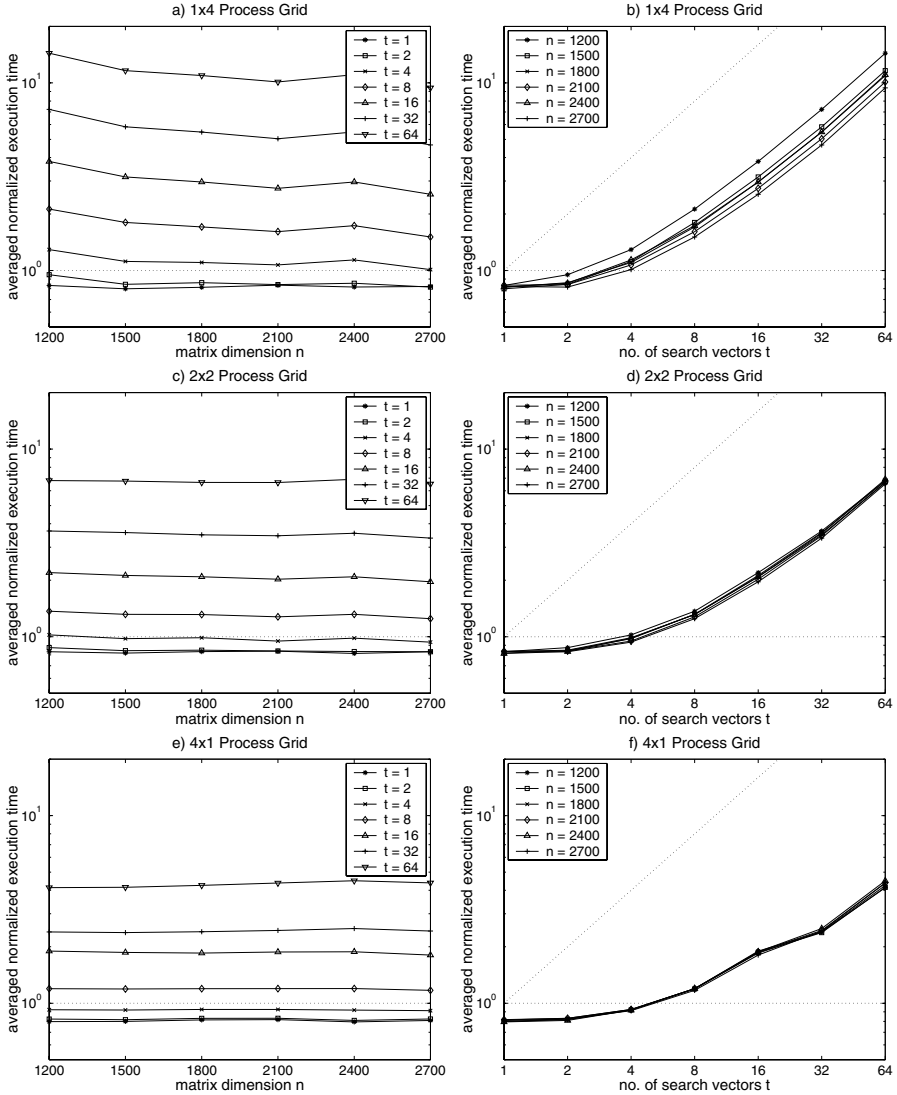 a) 1x4 Process Grid
averaged normalized execution time
10^1
10^0
t = 1
t = 2
t = 4
t = 8
t = 16
t = 32
t = 64
1200 1500 1800 2100 2400 2700
matrix dimension n
b) 1x4 Process Grid
averaged normalized execution time
10^1
10^0
n = 1200
n = 1500
n = 1800
n = 2100
n = 2400
n = 2700
1 2 4 8 16 32 64
no. of search vectors t
c) 2x2 Process Grid
averaged normalized execution time
10^1
10^0
t = 1
t = 2
t = 4
t = 8
t = 16
t = 32
t = 64
1200 1500 1800 2100 2400 2700
matrix dimension n
d) 2x2 Process Grid
averaged normalized execution time
10^1
10^0
n = 1200
n = 1500
n = 1800
n = 2100
n = 2400
n = 2700
1 2 4 8 16 32 64
no. of search vectors t
e) 4x1 Process Grid
averaged normalized execution time
10^1
10^0
t = 1
t = 2
t = 4
t = 8
t = 16
t = 32
t = 64
1200 1500 1800 2100 2400 2700
matrix dimension n
f) 4x1 Process Grid
averaged normalized execution time
10^1
10^0
n = 1200
n = 1500
n = 1800
n = 2100
n = 2400
n = 2700
1 2 4 8 16 32 64
no. of search vectors t